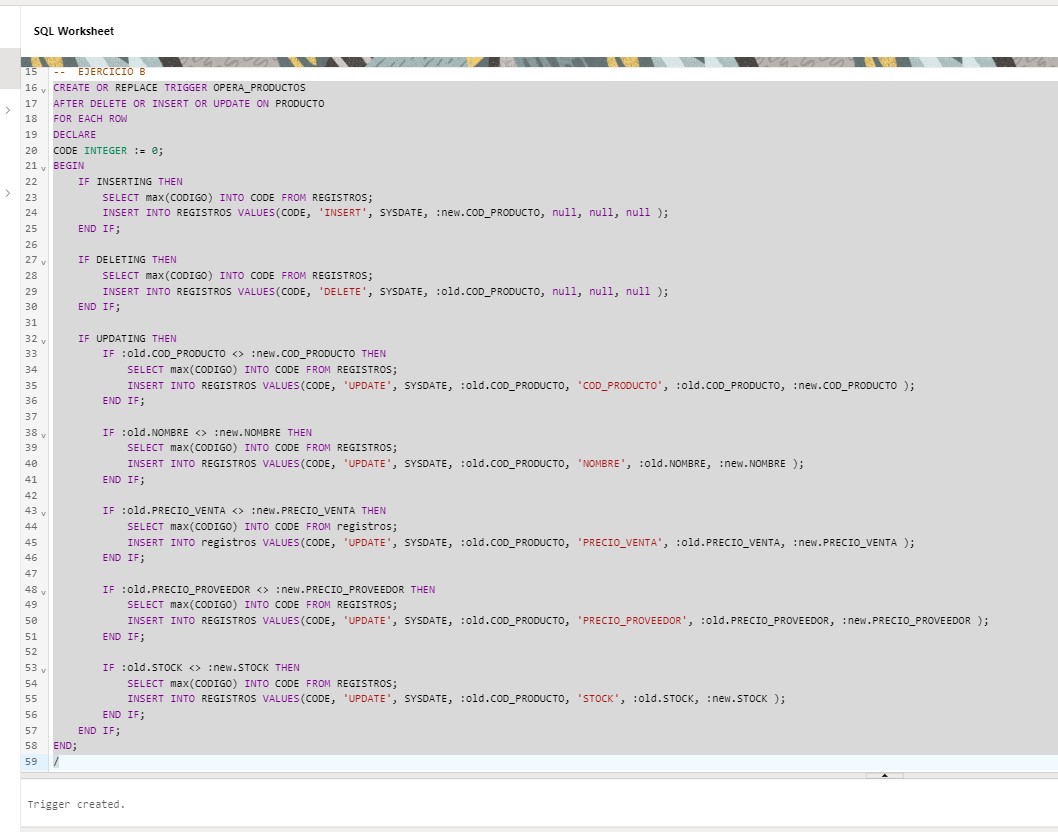 SQL Worksheet
15 -- EJERCICIO B
16 CREATE OR REPLACE TRIGGER OPERA_PRODUCTOS
17 AFTER DELETE OR INSERT OR UPDATE ON PRODUCTO
18 FOR EACH ROW
19 DECLARE
20 CODE INTEGER := 0;
21 BEGIN
22     IF INSERTING THEN
23         SELECT max(CODIGO) INTO CODE FROM REGISTROS;
24         INSERT INTO REGISTROS VALUES(CODE, 'INSERT', SYSDATE, :new.COD_PRODUCTO, null, null, null );
25     END IF;
26
27     IF DELETING THEN
28         SELECT max(CODIGO) INTO CODE FROM REGISTROS;
29         INSERT INTO REGISTROS VALUES(CODE, 'DELETE', SYSDATE, :old.COD_PRODUCTO, null, null, null );
30     END IF;
31
32     IF UPDATING THEN
33         IF :old.COD_PRODUCTO <> :new.COD_PRODUCTO THEN
34             SELECT max(CODIGO) INTO CODE FROM REGISTROS;
35             INSERT INTO REGISTROS VALUES(CODE, 'UPDATE', SYSDATE, :old.COD_PRODUCTO, 'COD_PRODUCTO', :old.COD_PRODUCTO, :new.COD_PRODUCTO );
36         END IF;
37
38         IF :old.NOMBRE <> :new.NOMBRE THEN
39             SELECT max(CODIGO) INTO CODE FROM REGISTROS;
40             INSERT INTO REGISTROS VALUES(CODE, 'UPDATE', SYSDATE, :old.COD_PRODUCTO, 'NOMBRE', :old.NOMBRE, :new.NOMBRE );
41         END IF;
42
43         IF :old.PRECIO_VENTA <> :new.PRECIO_VENTA THEN
44             SELECT max(CODIGO) INTO CODE FROM registros;
45             INSERT INTO registros VALUES(CODE, 'UPDATE', SYSDATE, :old.COD_PRODUCTO, 'PRECIO_VENTA', :old.PRECIO_VENTA, :new.PRECIO_VENTA );
46         END IF;
47
48         IF :old.PRECIO_PROVEEDOR <> :new.PRECIO_PROVEEDOR THEN
49             SELECT max(CODIGO) INTO CODE FROM REGISTROS;
50             INSERT INTO REGISTROS VALUES(CODE, 'UPDATE', SYSDATE, :old.COD_PRODUCTO, 'PRECIO_PROVEEDOR', :old.PRECIO_PROVEEDOR, :new.PRECIO_PROVEEDOR );
51         END IF;
52
53         IF :old.STOCK <> :new.STOCK THEN
54             SELECT max(CODIGO) INTO CODE FROM REGISTROS;
55             INSERT INTO REGISTROS VALUES(CODE, 'UPDATE', SYSDATE, :old.COD_PRODUCTO, 'STOCK', :old.STOCK, :new.STOCK );
56         END IF;
57     END IF;
58 END;
59 /
Trigger created.